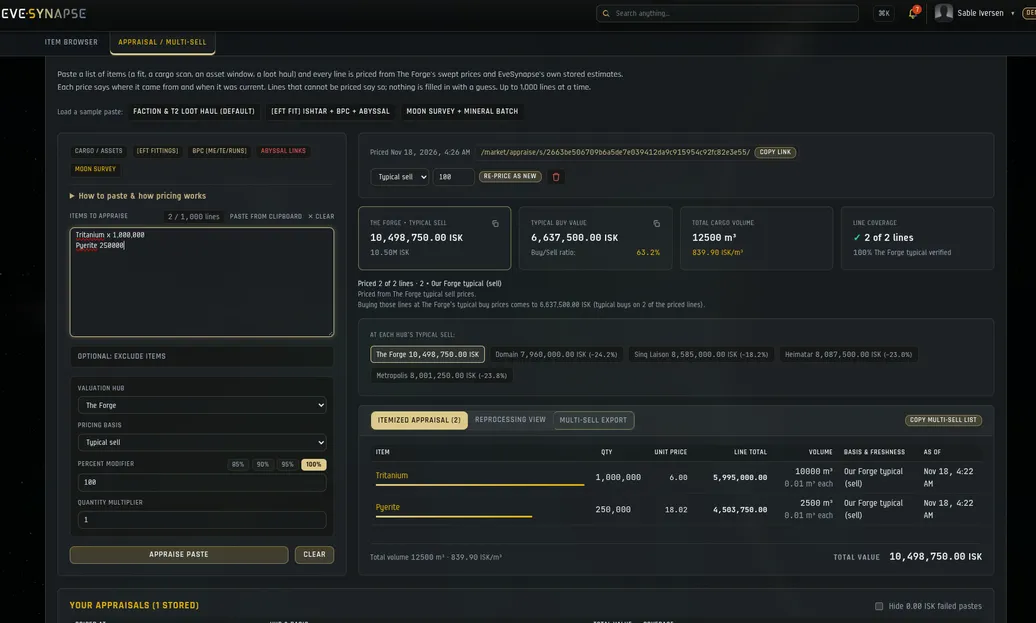 EVE·SYNAPSE
Search anything...
⌘K
7
Sable Iversen
ITEM BROWSER
APPRAISAL / MULTI-SELL
Paste a list of items (a fit, a cargo scan, an asset window, a loot haul) and every line is priced from The Forge's swept prices and EveSynapse's own stored estimates.
Each price says where it came from and when it was current. Lines that cannot be priced say so; nothing is filled in with a guess. Up to 1,000 lines at a time.
Load a sample paste: FACTION & T2 LOOT HAUL (DEFAULT) [EFT FIT] ISHTAR + BPC + ABYSSAL MOON SURVEY + MINERAL BATCH
CARGO / ASSETS [EFT FITTINGS] BPC [ME/TE/RUNS] ABYSSAL LINKS
MOON SURVEY
▶ How to paste & how pricing works
ITEMS TO APPRAISE 2 / 1,000 lines PASTE FROM CLIPBOARD × CLEAR
Tritanium x 1,000,000
Pyerite 250000
OPTIONAL: EXCLUDE ITEMS
VALUATION HUB
The Forge
PRICING BASIS
Typical sell
PERCENT MODIFIER 85% 90% 95% 100%
100
QUANTITY MULTIPLIER
1
APPRAISE PASTE CLEAR
Priced Nov 18, 2026, 4:26 AM /market/appraise/s/2663be506709b6a5de7e039412da9c915954c92fc82e3e55/ COPY LINK
Typical sell 100 RE-PRICE AS NEW
THE FORGE • TYPICAL SELL
10,498,750.00 ISK
10.50M ISK
TYPICAL BUY VALUE
6,637,500.00 ISK
Buy/Sell ratio: 63.2%
TOTAL CARGO VOLUME
12500 m³
839.90 ISK/m³
LINE COVERAGE
✓ 2 of 2 lines
100% The Forge typical verified
Priced 2 of 2 lines · 2 • Our Forge typical (sell)
Priced from The Forge typical sell prices.
Buying those lines at The Forge's typical buy prices comes to 6,637,500.00 ISK (typical buys on 2 of the priced lines).
AT EACH HUB'S TYPICAL SELL:
The Forge 10,498,750.00 ISK Domain 7,960,000.00 ISK (-24.2%) Sinq Laison 8,585,000.00 ISK (-18.2%) Heimatar 8,087,500.00 ISK (-23.0%)
Metropolis 8,001,250.00 ISK (-23.8%)
ITEMIZED APPRAISAL (2) REPROCESSING VIEW MULTI-SELL EXPORT COPY MULTI-SELL LIST
ITEM QTY UNIT PRICE LINE TOTAL VOLUME BASIS & FRESHNESS AS OF
Tritanium 1,000,000 6.00 5,995,000.00 10000 m³ Our Forge typical Nov 18, 4:22
0.01 m³ each (sell) AM
Pyerite 250,000 18.02 4,503,750.00 2500 m³ Our Forge typical Nov 18, 4:22
0.01 m³ each (sell) AM
Total volume 12500 m³ · 839.90 ISK/m³ TOTAL VALUE 10,498,750.00 ISK
YOUR APPRAISALS (1 STORED)
Hide 0.00 ISK failed pastes